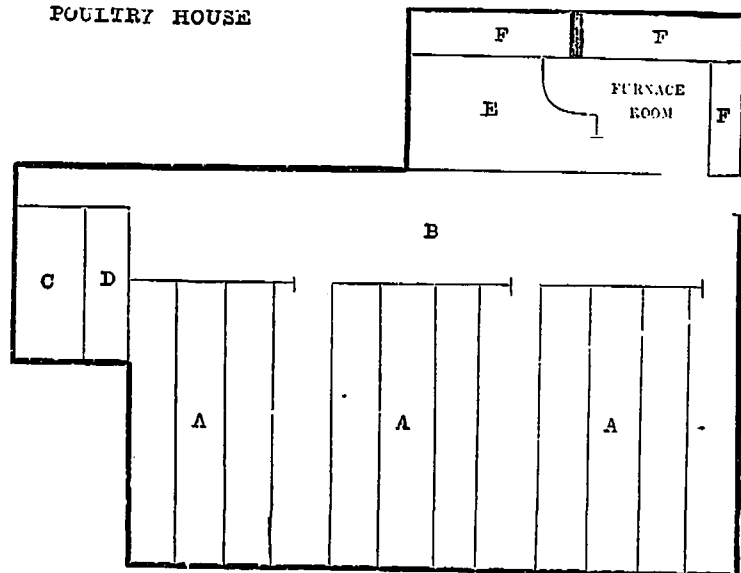 POULTRY HOUSE
F F
FURNACE
E F
ROOM
B
C D
A A A